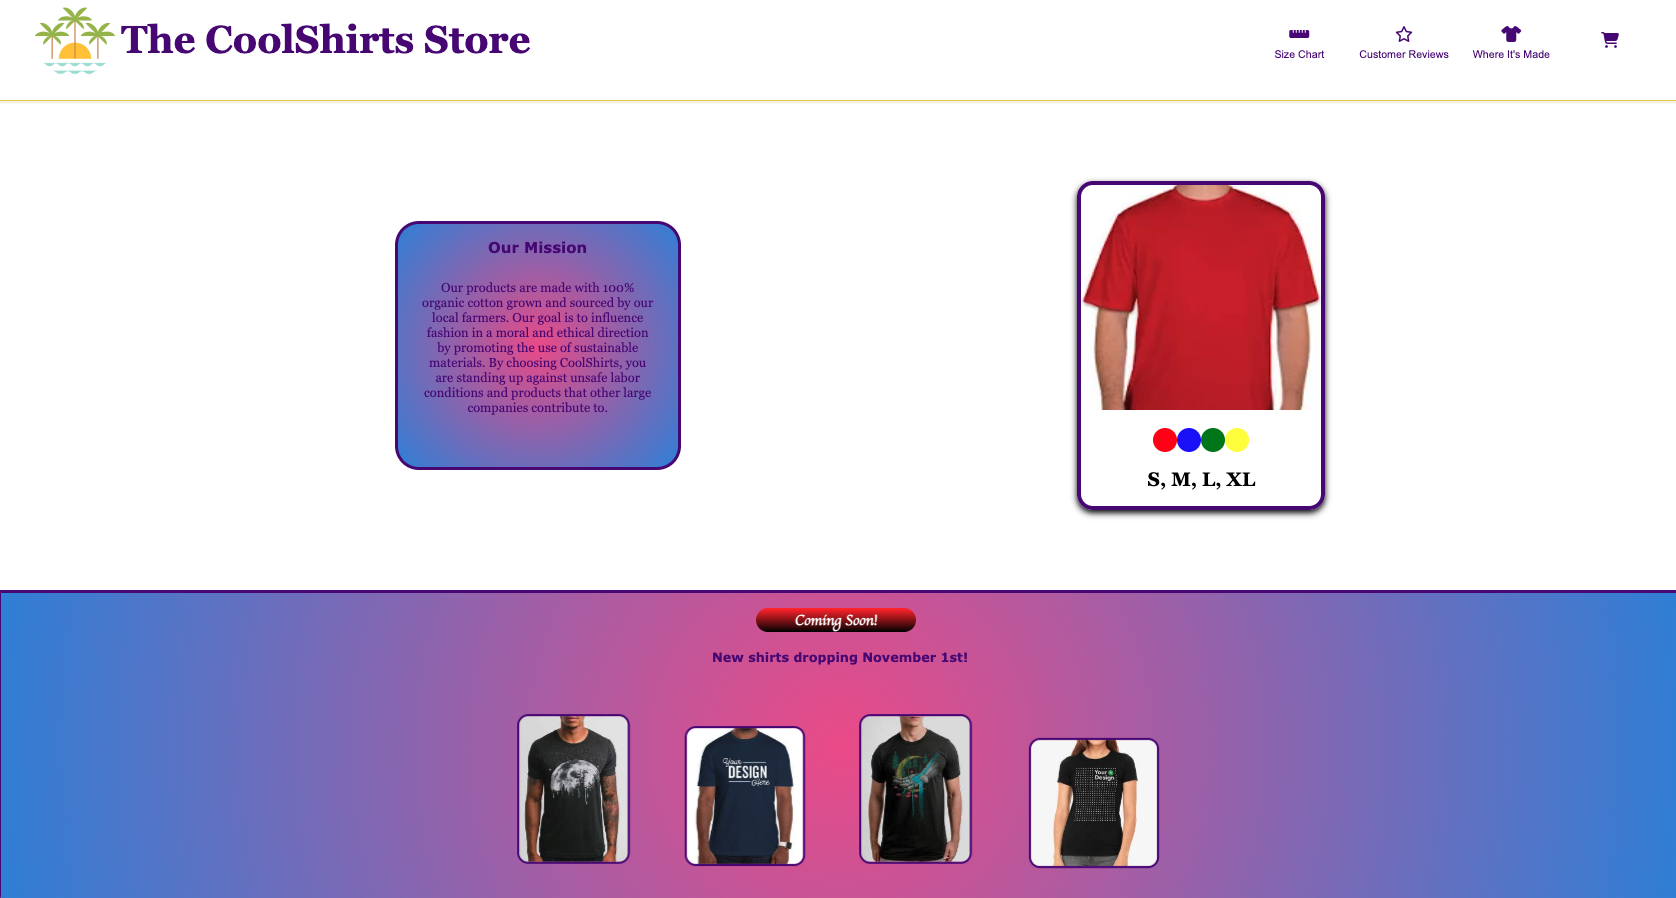 The CoolShirts Store
Size Chart
Customer Reviews
Where It's Made
Our Mission
Our products are made with 100%
organic cotton grown and sourced by our
local farmers. Our goal is to influence
fashion in a moral and ethical direction
by promoting the use of sustainable
materials. By choosing CoolShirts, you
are standing up against unsafe labor
conditions and products that other large
companies contribute to.
S, M, L, XL
Coming Soon!
New shirts dropping November 1st!
Your
DESIGN
Here
Your
Design